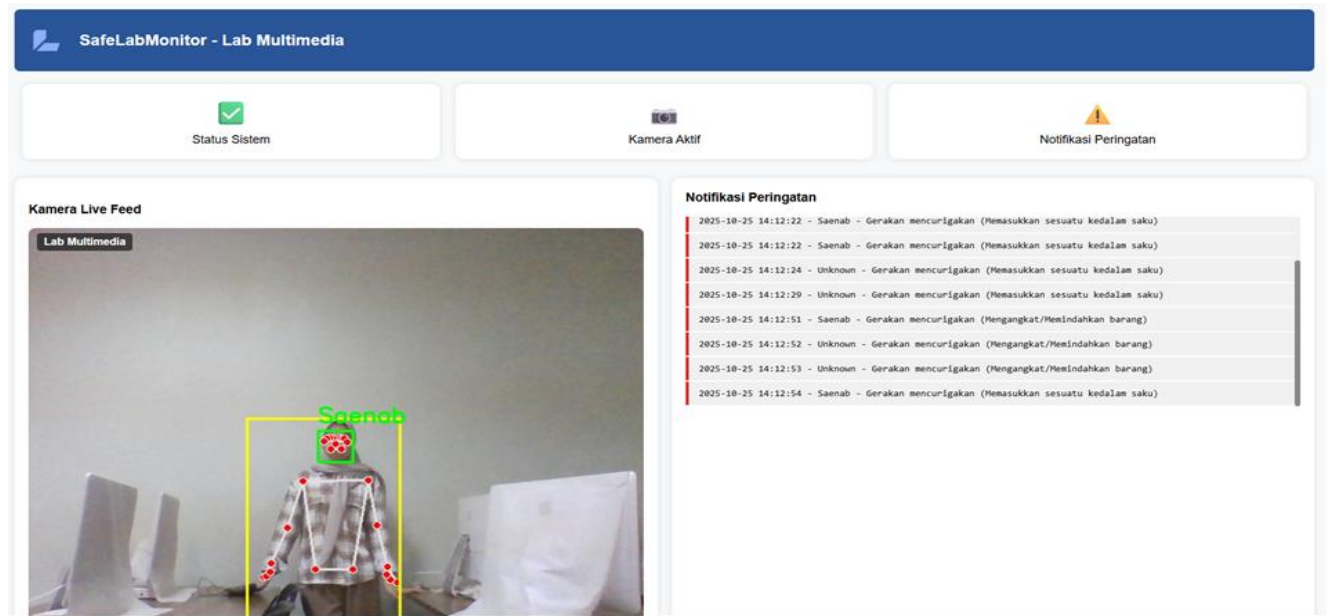 SafeLabMonitor - Lab Multimedia
Status Sistem
Kamera Aktif
Notifikasi Peringatan
Kamera Live Feed
Lab Multimedia
Saenab
Notifikasi Peringatan
2025-10-25 14:12:22 - Saenab - Gerakan mencurigakan (Memasukkan sesuatu kedalam saku)
2025-10-25 14:12:22 - Saenab - Gerakan mencurigakan (Memasukkan sesuatu kedalam saku)
2025-10-25 14:12:24 - Unknown - Gerakan mencurigakan (Memasukkan sesuatu kedalam saku)
2025-10-25 14:12:29 - Unknown - Gerakan mencurigakan (Memasukkan sesuatu kedalam saku)
2025-10-25 14:12:51 - Saenab - Gerakan mencurigakan (Mengangkat/Memindahkan barang)
2025-10-25 14:12:52 - Unknown - Gerakan mencurigakan (Mengangkat/Memindahkan barang)
2025-10-25 14:12:53 - Unknown - Gerakan mencurigakan (Mengangkat/Memindahkan barang)
2025-10-25 14:12:54 - Saenab - Gerakan mencurigakan (Memasukkan sesuatu kedalam saku)